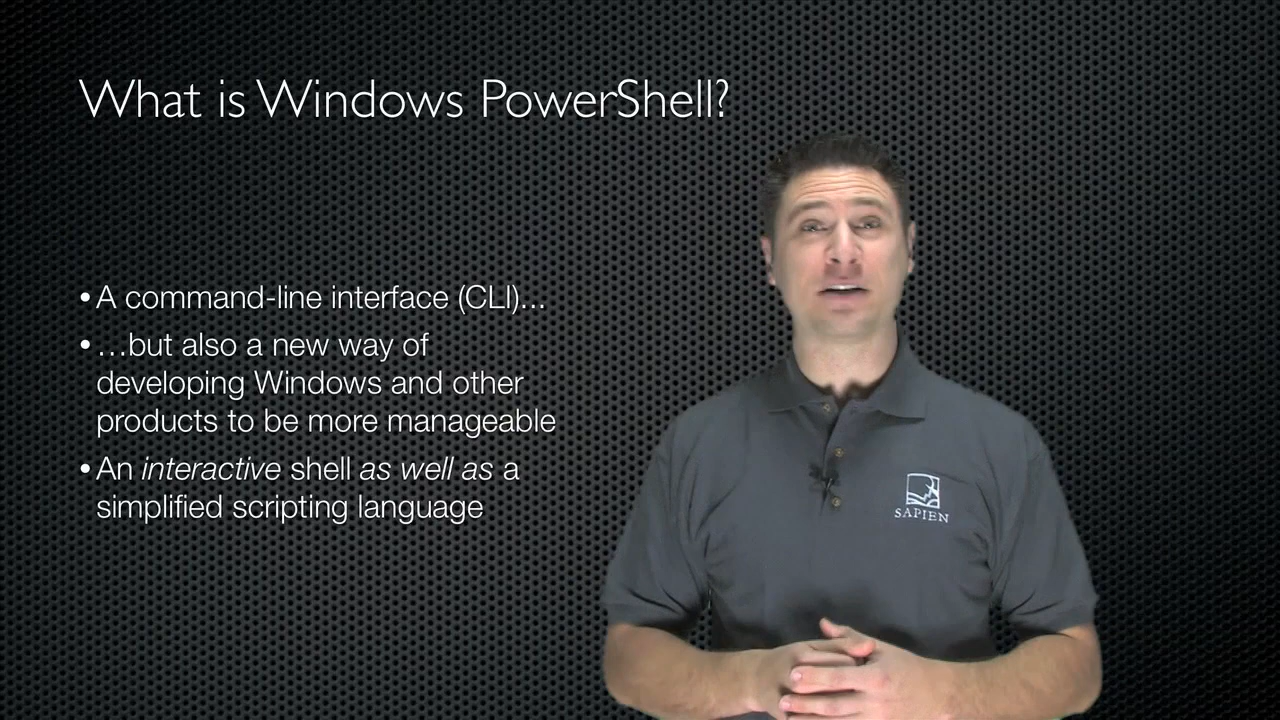 What is Windows PowerShell?
• A command-line interface (CLI)...
• …but also a new way of
developing Windows and other
products to be more manageable
• An interactive shell as well as a
simplified scripting language
SAPIEN